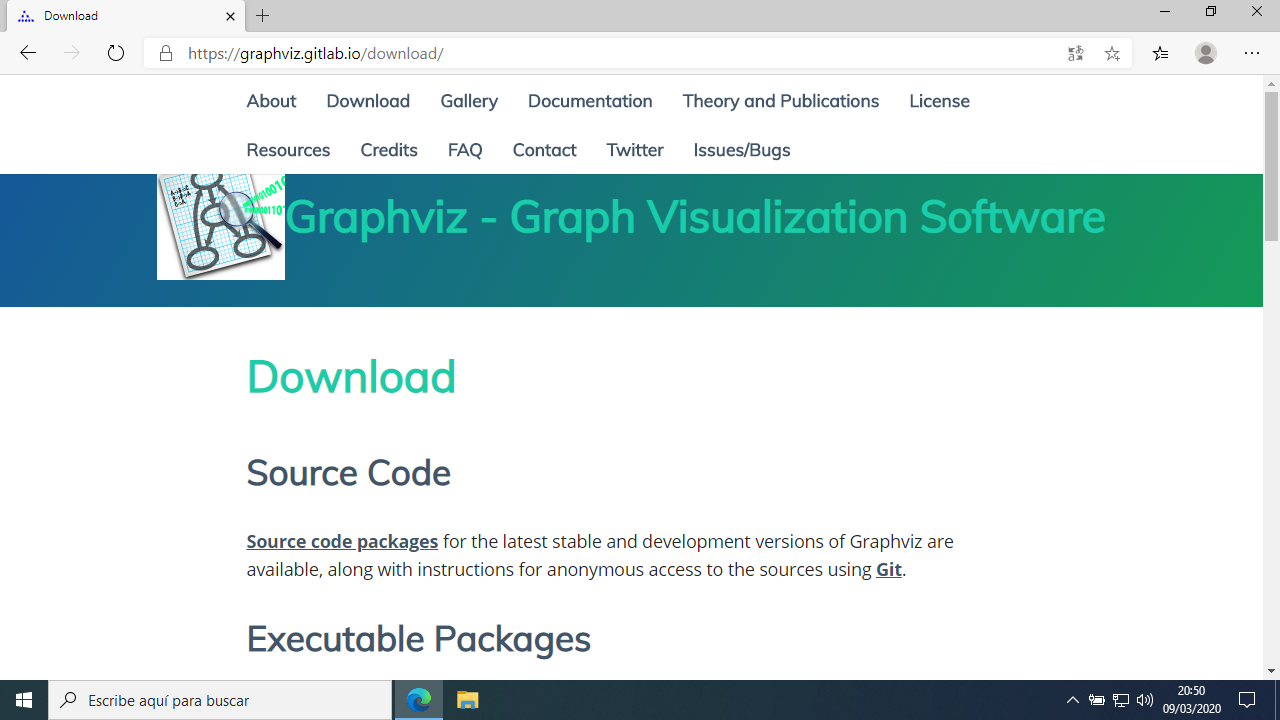 Download
https://graphviz.gitlab.io/download/
About Download Gallery Documentation Theory and Publications License
Resources Credits FAQ Contact Twitter Issues/Bugs
Graphviz - Graph Visualization Software
Download
Source Code
Source code packages for the latest stable and development versions of Graphviz are
available, along with instructions for anonymous access to the sources using Git.
Executable Packages
Escribe aquí para buscar
20:50
09/03/2020